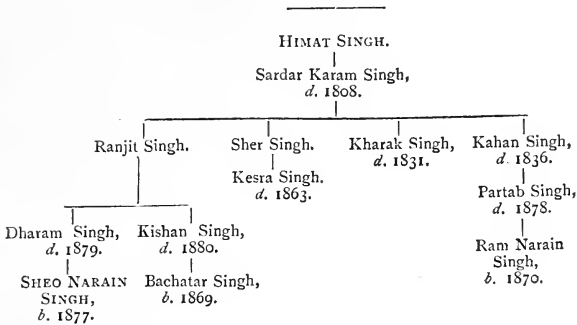 HIMAT SINGH.
Sardar Karam Singh,
d. 1808.
Ranjit Singh. Sher Singh. Kharak Singh, Kahan Singh,
d. 1831. d. 1836.
Kesra Singh. Partab Singh,
d. 1863. d. 1878.
Dharam Singh, Kishan Singh, Ram Narain
d. 1879. d. 1880. Singh,
SHEO NARAIN Bachatar Singh, b. 1870.
SINGH, b. 1869.
b. 1877.